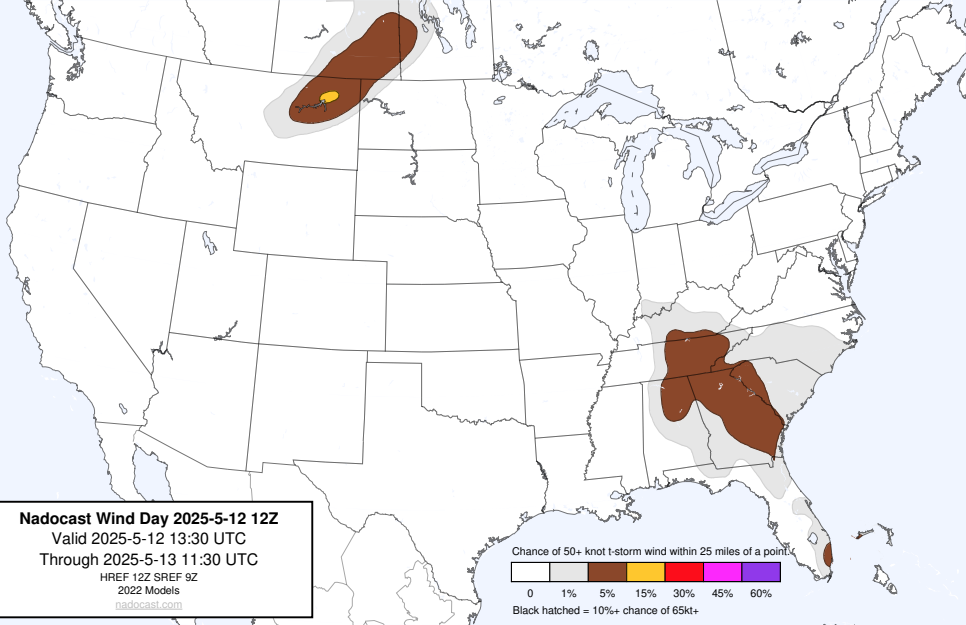 Nadocast Wind Day 2025-5-12 12Z
Valid 2025-5-12 13:30 UTC
Through 2025-5-13 11:30 UTC
HREF 12Z SREF 9Z
2022 Models
nadocast.com
Chance of 50+ knot t-storm wind within 25 miles of a point.
0 1% 5% 15% 30% 45% 60%
Black hatched = 10%+ chance of 65kt+